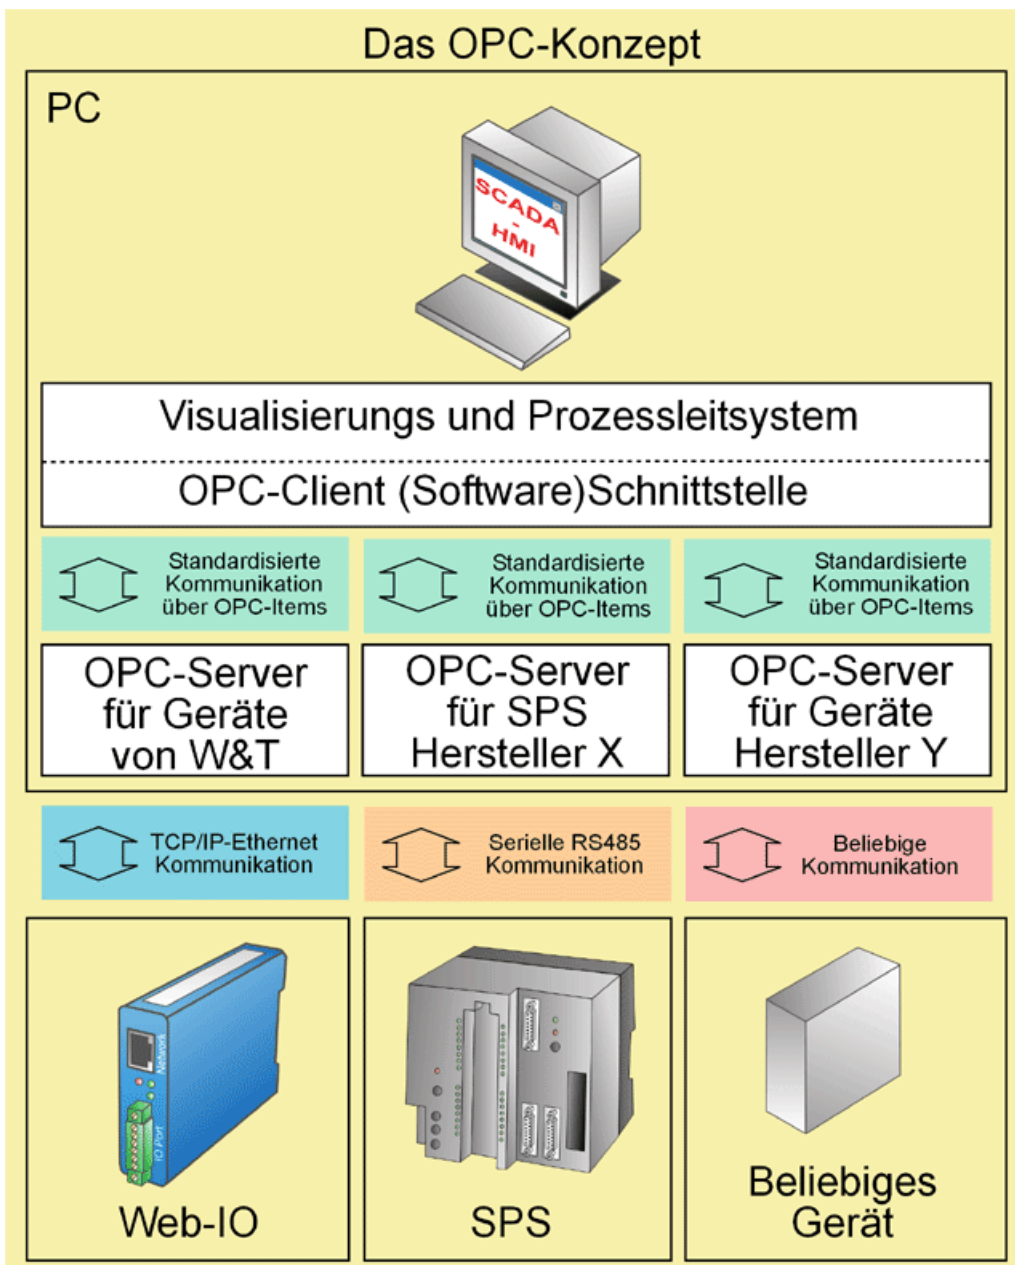 Das OPC-Konzept
PC
SCADA
-
HMI
Visualisierungs und Prozessleitsystem
OPC-Client (Software)Schnittstelle
Standardisierte
Kommunikation
über OPC-Items
Standardisierte
Kommunikation
über OPC-Items
Standardisierte
Kommunikation
über OPC-Items
OPC-Server
für Geräte
von W&T
OPC-Server
für SPS
Hersteller X
OPC-Server
für Geräte
Hersteller Y
TCP/IP-Ethernet
Kommunikation
Serielle RS485
Kommunikation
Beliebige
Kommunikation
Network
IO Port
Web-IO
SPS
Beliebiges
Gerät